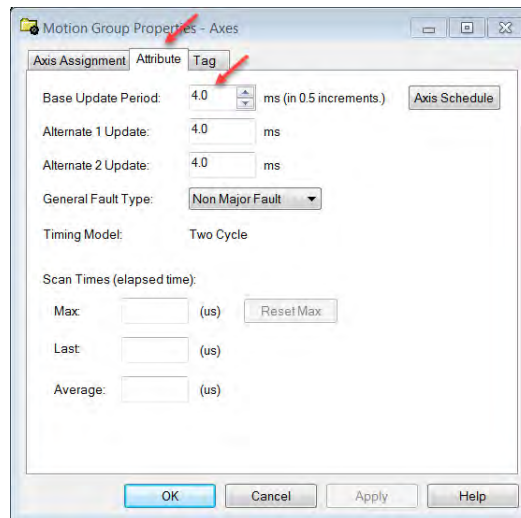 Motion Group Properties - Axes
Axis Assignment Attribute Tag
Base Update Period: 4.0 ms (in 0.5 increments.) Axis Schedule
Alternate 1 Update: 4.0 ms
Alternate 2 Update: 4.0 ms
General Fault Type: Non Major Fault
Timing Model: Two Cycle
Scan Times (elapsed time):
Max: (us) Reset Max
Last: (us)
Average: (us)
OK Cancel Apply Help